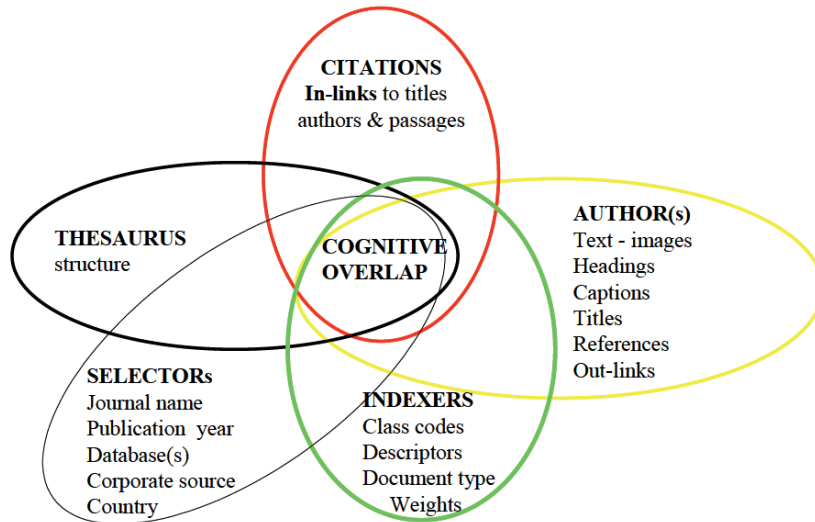 CITATIONS
In-links to titles
authors & passages
THESAURUS
structure
COGNITIVE
OVERLAP
AUTHOR(s)
Text - images
Headings
Captions
Titles
References
Out-links
SELECTORs
Journal name
Publication year
Database(s)
Corporate source
Country
INDEXERS
Class codes
Descriptors
Document type
Weights